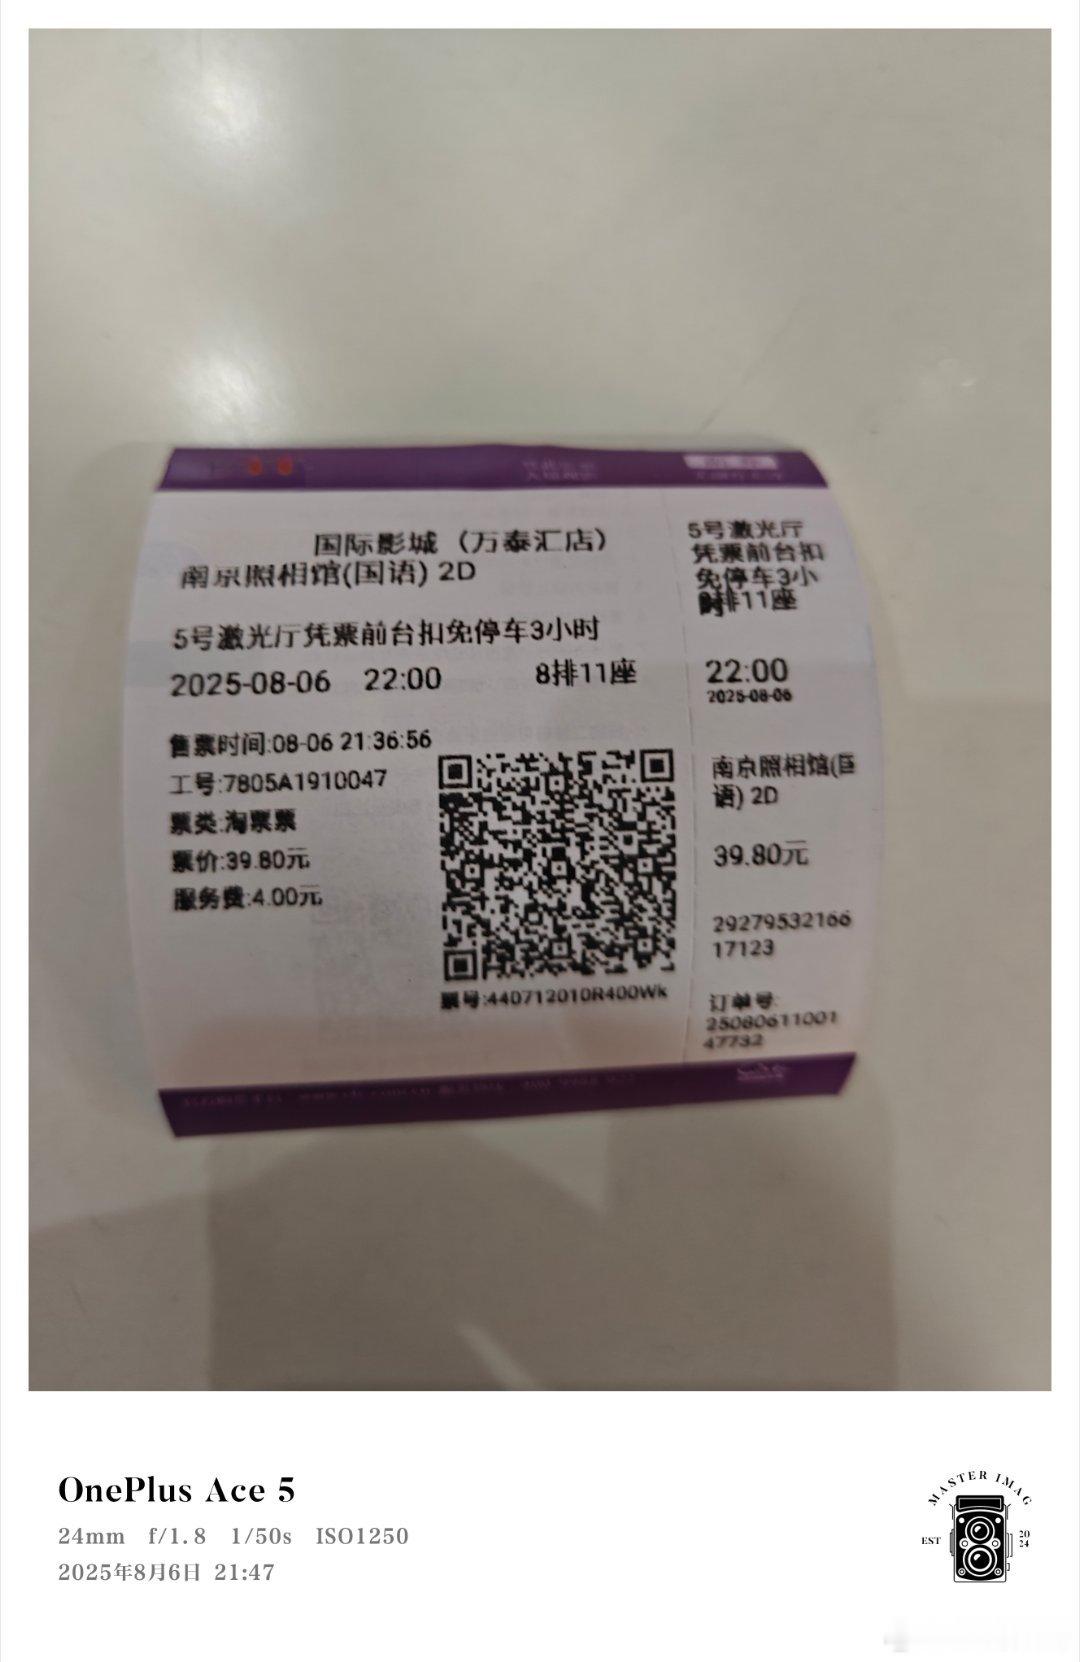 国际影城（万泰汇店）
南京照相馆(国语) 2D
5号激光厅凭票前台扣免停车3小时
2025-08-06 22:00 8排11座
售票时间:08-06 21:36:56
工号:7805A1910047
票类:淘票票
票价:39.80元
服务费:4.00元
票号:440712010R400Wk
5号激光厅
凭票前台扣
免停车3小
时
8排11座
22:00
2025-08-06
南京照相馆(国
语) 2D
39.80元
29279532166
17123
订单号:
25080611001
47732
OnePlus Ace 5
24mm f/1.8 1/50s ISO1250
2025年8月6日 21:47
MASTER IMAG
EST 20
24